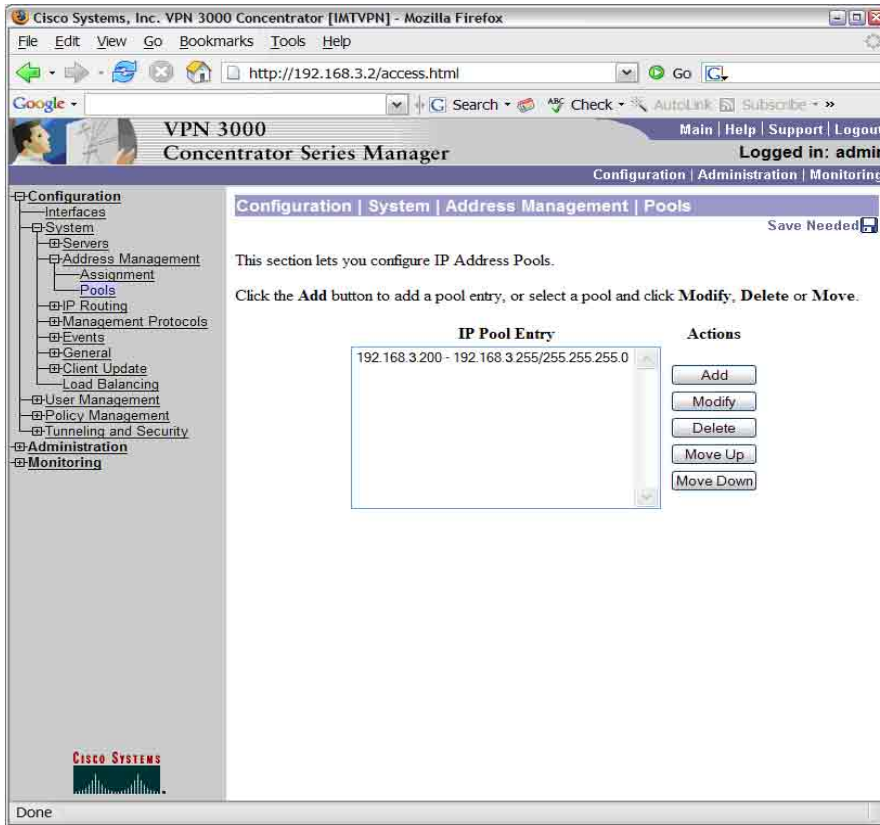 Cisco Systems, Inc. VPN 3000 Concentrator [IMTVPN] - Mozilla Firefox
File Edit View Go Bookmarks Tools Help
http://192.168.3.2/access.html Go
Google Search Check AutoLink Subscribe »
VPN 3000
Concentrator Series Manager
Main | Help | Support | Logout
Logged in: admin
Configuration | Administration | Monitoring
Configuration
Interfaces
System
Servers
Address Management
Assignment
Pools
IP Routing
Management Protocols
Events
General
Client Update
Load Balancing
User Management
Policy Management
Tunneling and Security
Administration
Monitoring
CISCO SYSTEMS
Configuration | System | Address Management | Pools
Save Needed
This section lets you configure IP Address Pools.
Click the Add button to add a pool entry, or select a pool and click Modify, Delete or Move.
IP Pool Entry
192.168.3.200 - 192.168.3.255/255.255.255.0
Actions
Add
Modify
Delete
Move Up
Move Down
Done